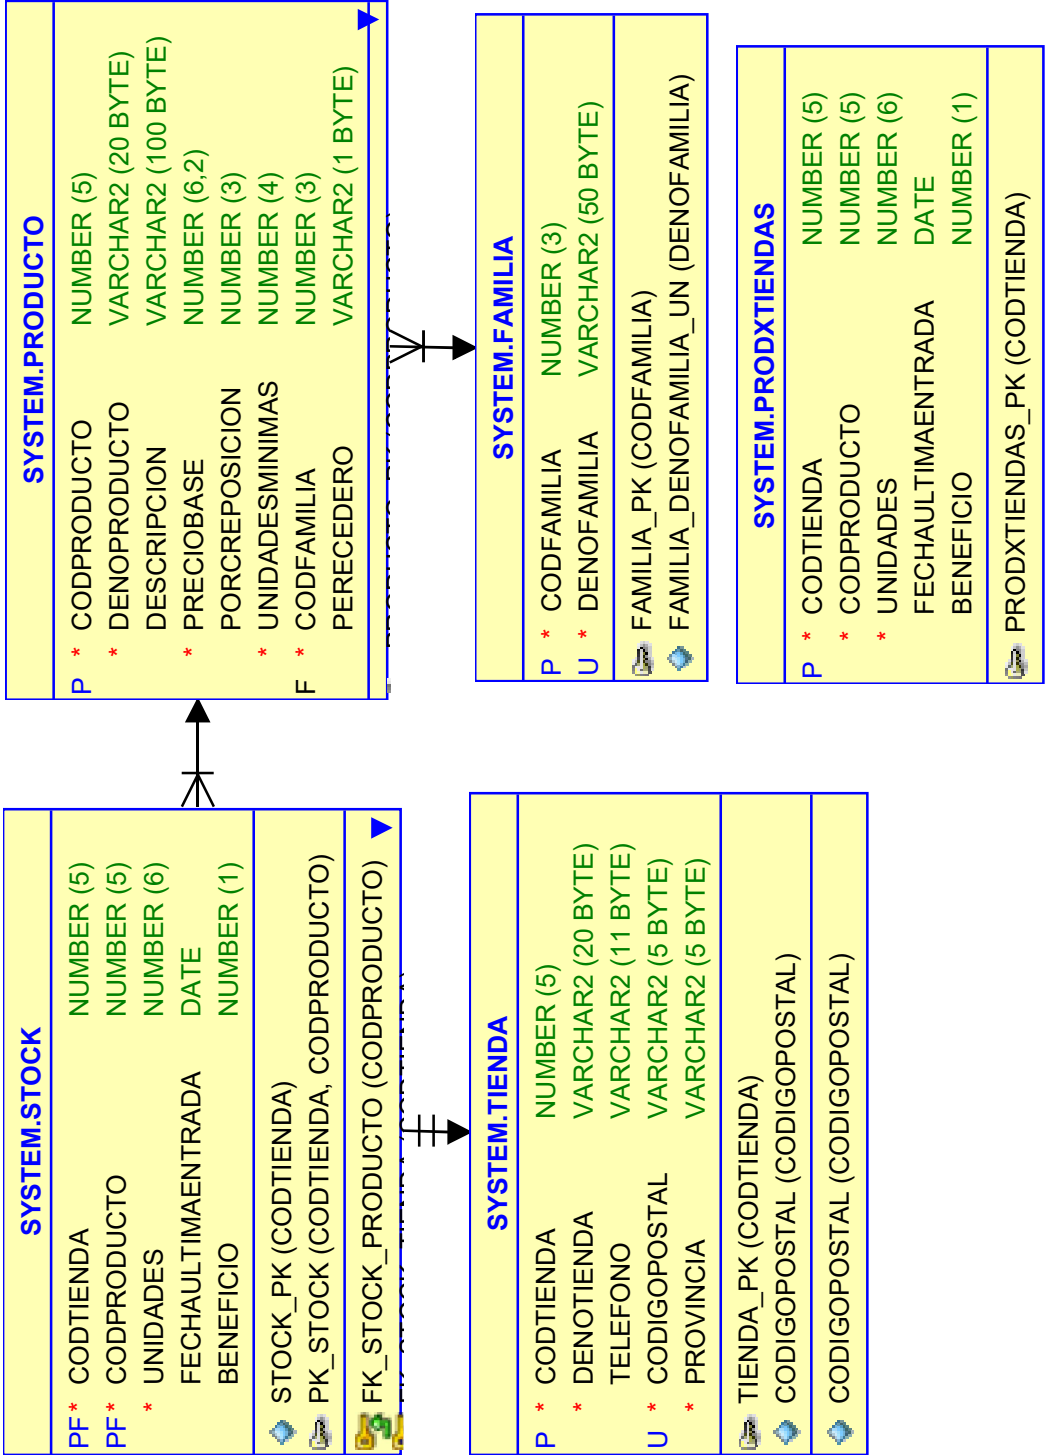 SYSTEM.STOCK
PF * CODTIENDA NUMBER (5)
PF * CODPRODUCTO NUMBER (5)
* UNIDADES NUMBER (6)
FECHAULTIMAENTRADA DATE
BENEFICIO NUMBER (1)
STOCK_PK (CODTIENDA)
PK_STOCK (CODTIENDA, CODPRODUCTO)
FK_STOCK_PRODUCTO (CODPRODUCTO)
SYSTEM.PRODUCTO
P * CODPRODUCTO NUMBER (5)
* DENOPRODUCTO VARCHAR2 (20 BYTE)
DESCRIPCION VARCHAR2 (100 BYTE)
* PRECIOBASE NUMBER (6,2)
PORCREPOSICION NUMBER (3)
* UNIDADESMINIMAS NUMBER (4)
F * CODFAMILIA NUMBER (3)
PERECEDERO VARCHAR2 (1 BYTE)
SYSTEM.TIENDA
P * CODTIENDA NUMBER (5)
* DENOTIENDA VARCHAR2 (20 BYTE)
TELEFONO VARCHAR2 (11 BYTE)
U * CODIGOPOSTAL VARCHAR2 (5 BYTE)
* PROVINCIA VARCHAR2 (5 BYTE)
TIENDA_PK (CODTIENDA)
CODIGOPOSTAL (CODIGOPOSTAL)
CODIGOPOSTAL (CODIGOPOSTAL)
SYSTEM.FAMILIA
P * CODFAMILIA NUMBER (3)
U * DENOFAMILIA VARCHAR2 (50 BYTE)
FAMILIA_PK (CODFAMILIA)
FAMILIA_DENOFAMILIA_UN (DENOFAMILIA)
SYSTEM.PRODXTIENDAS
P * CODTIENDA NUMBER (5)
* CODPRODUCTO NUMBER (5)
* UNIDADES NUMBER (6)
FECHAULTIMAENTRADA DATE
BENEFICIO NUMBER (1)
PRODXTIENDAS_PK (CODTIENDA)